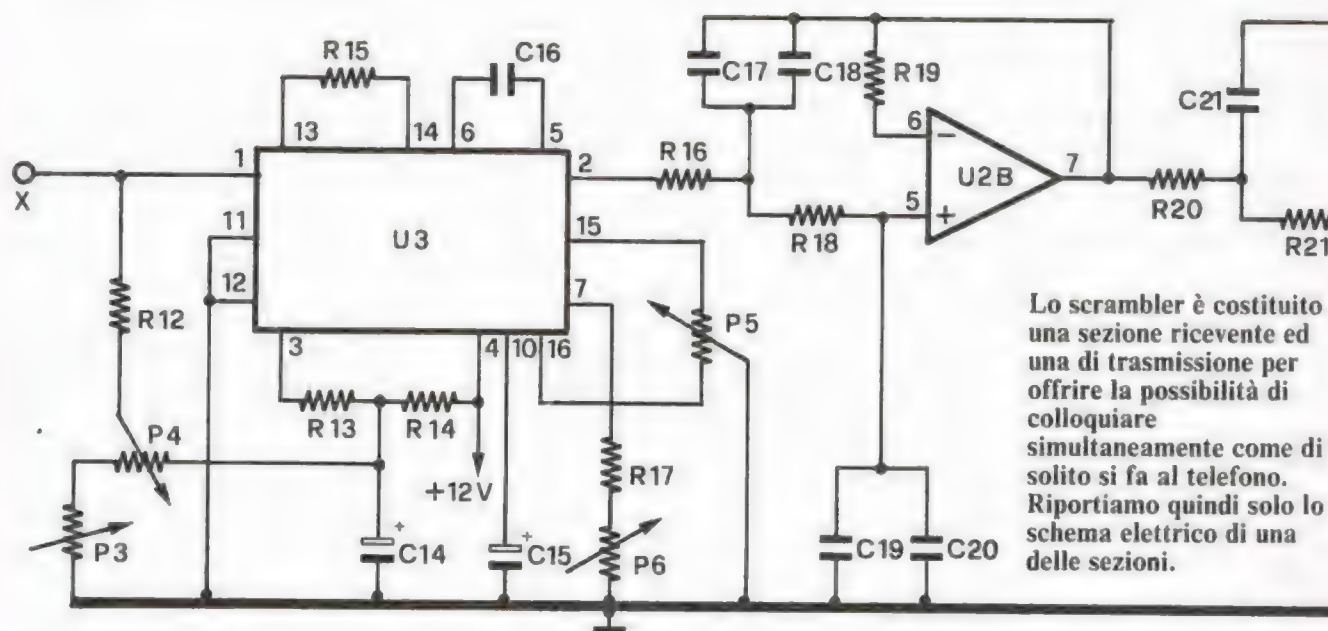 R15
C16
C17
C18
R19
C21
13
14
6
5
1
2
R16
6
−
U2B
7
X
11
U3
15
5
+
R18
R20
R21
12
7
R12
P5
3
4
10
16
R13
R14
P4
+12V
R17
P3
+
C14
+
C15
P6
C19
C20
Lo scrambler è costituito
una sezione ricevente ed
una di trasmissione per
offrire la possibilità di
colloquiare
simultaneamente come di
solito si fa al telefono.
Riportiamo quindi solo lo
schema elettrico di una
delle sezioni.